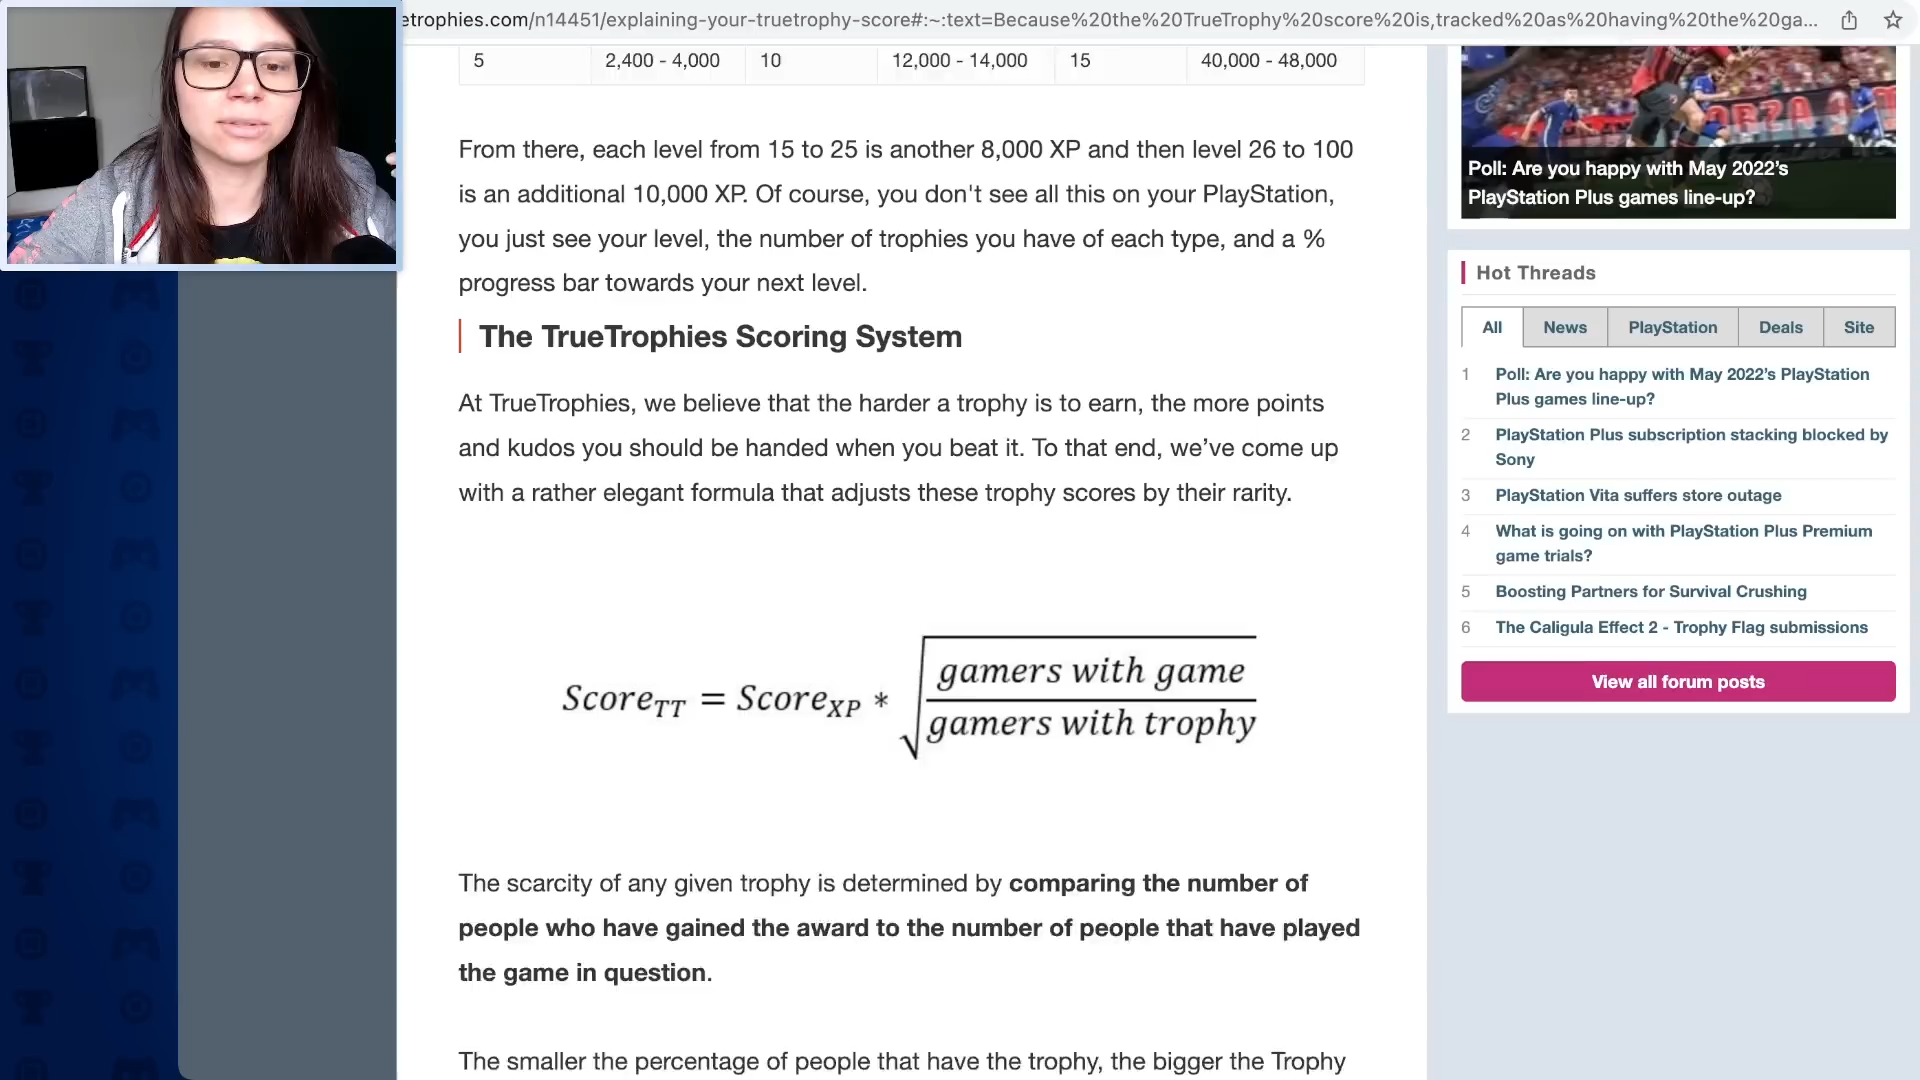 etrophies.com/n14451/explaining-your-truetrophy-score#:~:text=Because%20the%20TrueTrophy%20score%20is,tracked%20as%20having%20the%20ga...
5 2,400 - 4,000 10 12,000 - 14,000 15 40,000 - 48,000
From there, each level from 15 to 25 is another 8,000 XP and then level 26 to 100
is an additional 10,000 XP. Of course, you don't see all this on your PlayStation,
you just see your level, the number of trophies you have of each type, and a %
progress bar towards your next level.
The TrueTrophies Scoring System
At TrueTrophies, we believe that the harder a trophy is to earn, the more points
and kudos you should be handed when you beat it. To that end, we’ve come up
with a rather elegant formula that adjusts these trophy scores by their rarity.
Score_TT = Score_XP * √(gamers with game / gamers with trophy)
The scarcity of any given trophy is determined by comparing the number of
people who have gained the award to the number of people that have played
the game in question.
The smaller the percentage of people that have the trophy, the bigger the Trophy
Poll: Are you happy with May 2022’s
PlayStation Plus games line-up?
Hot Threads
All News PlayStation Deals Site
1 Poll: Are you happy with May 2022’s PlayStation
Plus games line-up?
2 PlayStation Plus subscription stacking blocked by
Sony
3 PlayStation Vita suffers store outage
4 What is going on with PlayStation Plus Premium
game trials?
5 Boosting Partners for Survival Crushing
6 The Caligula Effect 2 - Trophy Flag submissions
View all forum posts